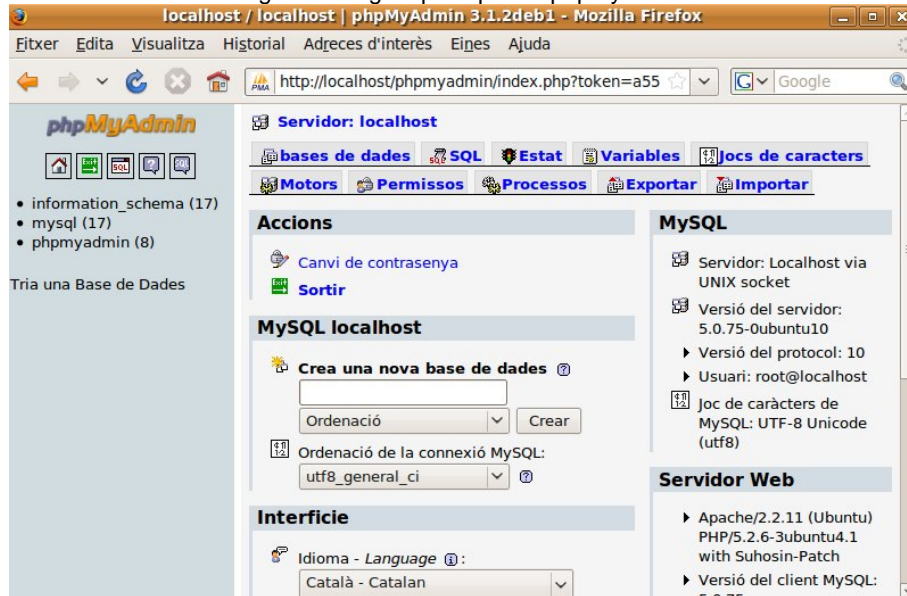 localhost / localhost | phpMyAdmin 3.1.2deb1 - Mozilla Firefox
Fitxer Edita Visualitza Historial Adreces d'interès Eines Ajuda
http://localhost/phpmyadmin/index.php?token=a55
Google
phpMyAdmin
SQL
information_schema (17)
mysql (17)
phpmyadmin (8)
Tria una Base de Dades
Servidor: localhost
bases de dades SQL Estat Variables Jocs de caracters
Motors Permissos Processos Exportar Importar
Accions
Canvi de contrasenya
Sortir
MySQL localhost
Crea una nova base de dades
Ordenació Crear
Ordenació de la connexió MySQL:
utf8_general_ci
Interficie
Idioma - Language :
Català - Catalan
MySQL
Servidor: Localhost via
UNIX socket
Versió del servidor:
5.0.75-0ubuntu10
Versió del protocol: 10
Usuari: root@localhost
Joc de caràcters de
MySQL: UTF-8 Unicode
(utf8)
Servidor Web
Apache/2.2.11 (Ubuntu)
PHP/5.2.6-3ubuntu4.1
with Suhosin-Patch
Versió del client MySQL: